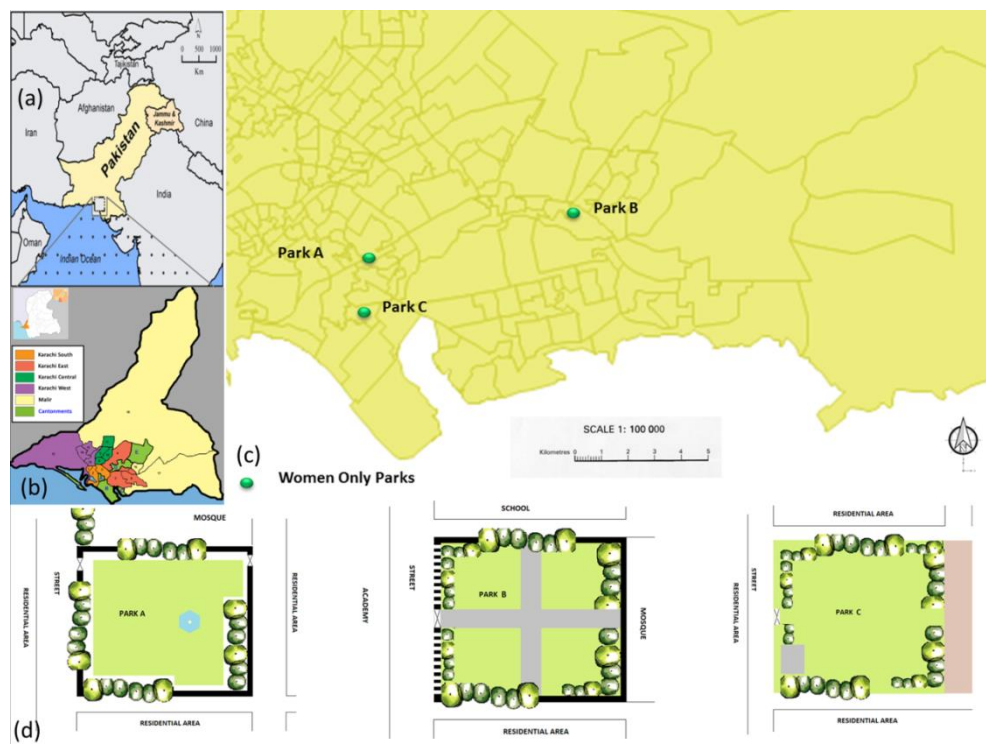 N
0 500 1000
Km
Tajikistan
(a)
Afghanistan
Jammu &
Kashmir
China
Iran
Pakistan
India
Oman
Indian Ocean
Karachi South
Karachi East
Karachi Central
Karachi West
Malir
Cantonments
(b)
Park B
Park A
Park C
SCALE 1: 100 000
Kilometres
0 1 2 3 4 5
(c)
Women Only Parks
MOSQUE
RESIDENTIAL AREA
STREET
PARK A
RESIDENTIAL AREA
RESIDENTIAL AREA
(d)
SCHOOL
ACADEMY
STREET
PARK B
MOSQUE
RESIDENTIAL AREA
RESIDENTIAL AREA
RESIDENTIAL AREA
STREET
PARK C
RESIDENTIAL AREA